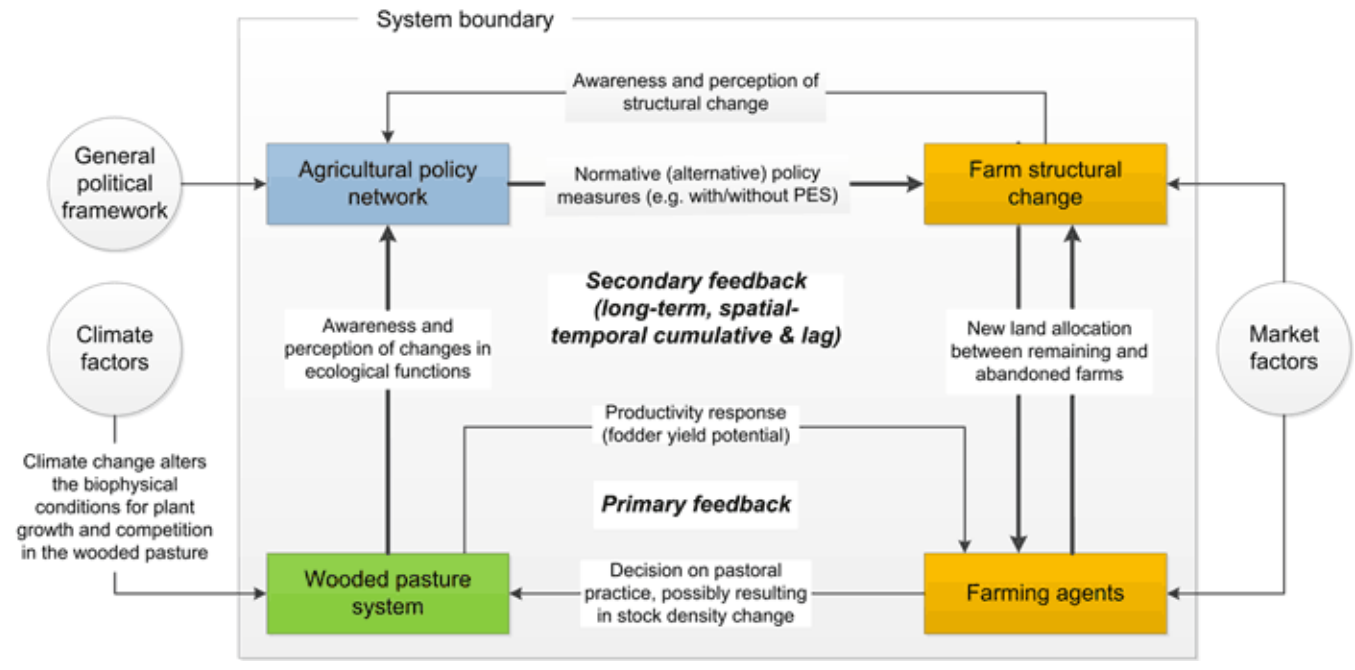 System boundary
Awareness and perception of
structural change
General
political
framework
Agricultural policy
network
Normative (alternative) policy
measures (e.g. with/without PES)
Farm structural
change
Secondary feedback
(long-term, spatial-
temporal cumulative & lag)
Climate
factors
Awareness and
perception of changes in
ecological functions
New land allocation
between remaining and
abandoned farms
Market
factors
Productivity response
(fodder yield potential)
Climate change alters
the biophysical
conditions for plant
growth and competition
in the wooded pasture
Primary feedback
Wooded pasture
system
Decision on pastoral
practice, possibly resulting
in stock density change
Farming agents